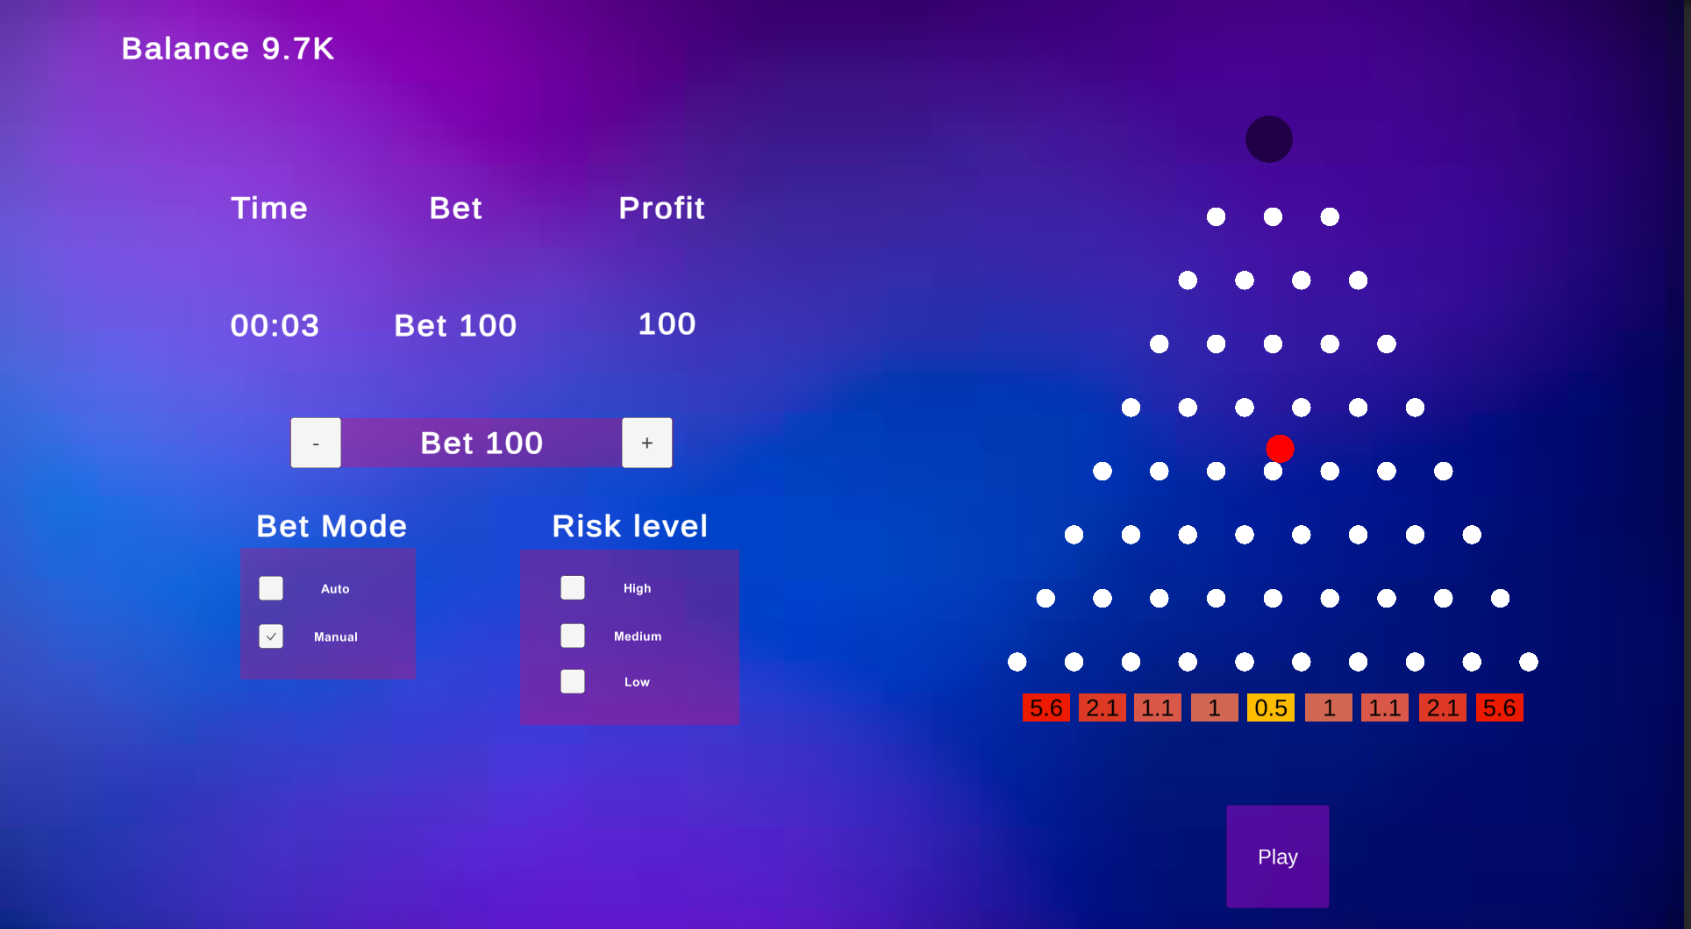 Balance 9.7K
Time Bet Profit
00:03 Bet 100 100
- Bet 100 +
Bet Mode
Auto
Manual
Risk level
High
Medium
Low
5.6 2.1 1.1 1 0.5 1 1.1 2.1 5.6
Play